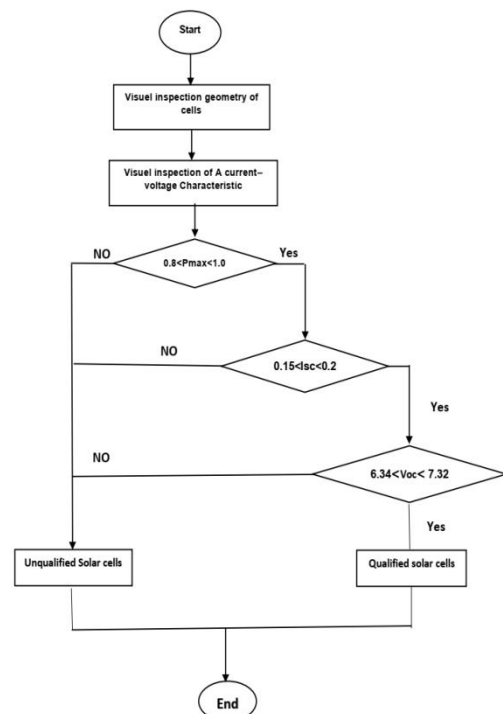 Start
Visuel inspection geometry of
cells
Visuel inspection of A current–
voltage Characteristic
NO
0.8<Pmax<1.0
Yes
NO
0.15<Isc<0.2
Yes
NO
6.34<Voc< 7.32
Yes
Unqualified Solar cells
Qualified solar cells
End